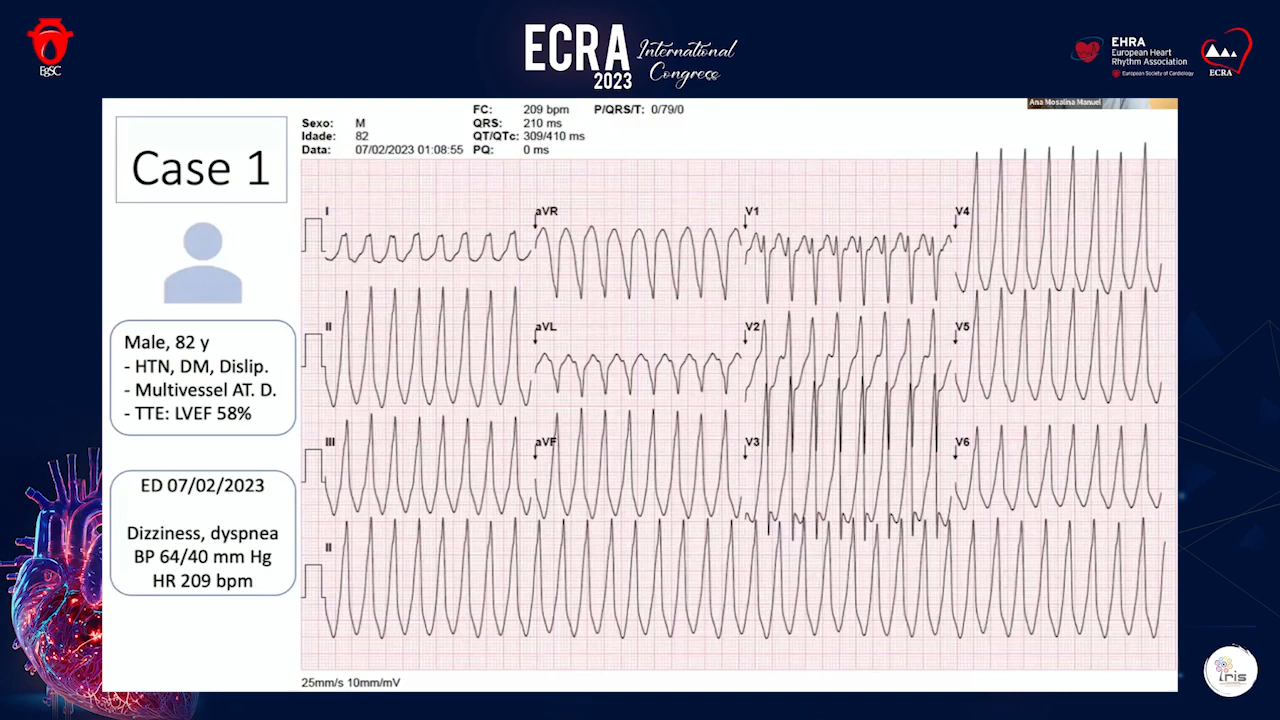 EgSC
ECRA
2023
International
Congress
EHRA
European Heart
Rhythm Association
European Society of Cardiology
ECRA
Ana Mosalina Manuel
Case 1
Male, 82 y
- HTN, DM, Dislip.
- Multivessel AT. D.
- TTE: LVEF 58%
ED 07/02/2023
Dizziness, dyspnea
BP 64/40 mm Hg
HR 209 bpm
FC: 209 bpm P/QRS/T: 0/79/0
Sexo: M QRS: 210 ms
Idade: 82 QT/QTc: 309/410 ms
Data: 07/02/2023 01:08:55 PQ: 0 ms
I aVR V1 V4
II aVL V2 V5
III aVF V3 V6
II
25mm/s 10mm/mV
iris